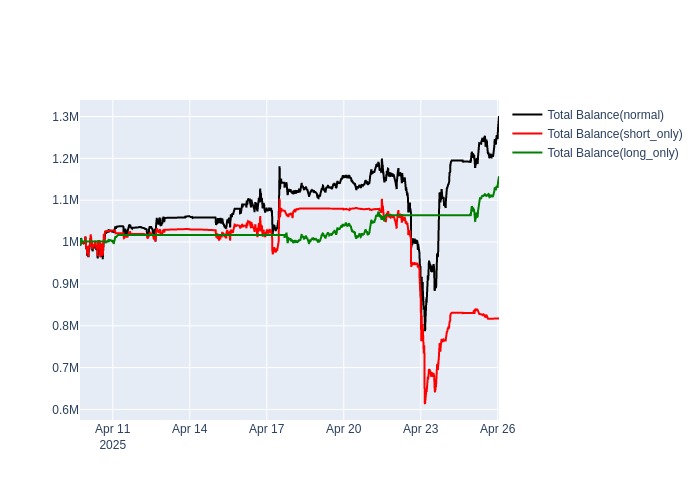 1.3M
1.2M
1.1M
1M
0.9M
0.8M
0.7M
0.6M
Apr 11
2025
Apr 14
Apr 17
Apr 20
Apr 23
Apr 26
Total Balance(normal)
Total Balance(short_only)
Total Balance(long_only)